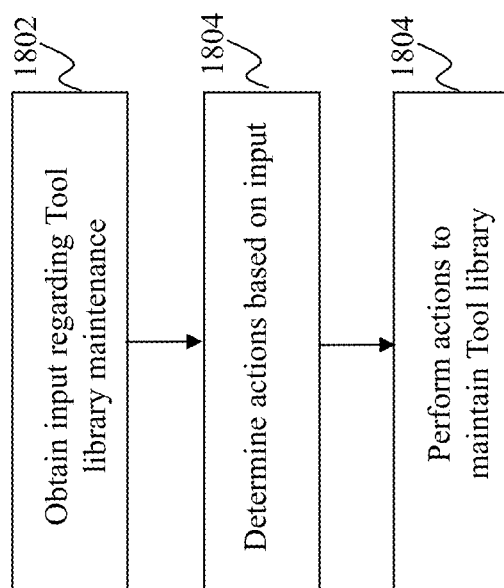 1802
Obtain input regarding Tool
library maintenance
1804
Determine actions based on input
1804
Perform actions to
maintain Tool library